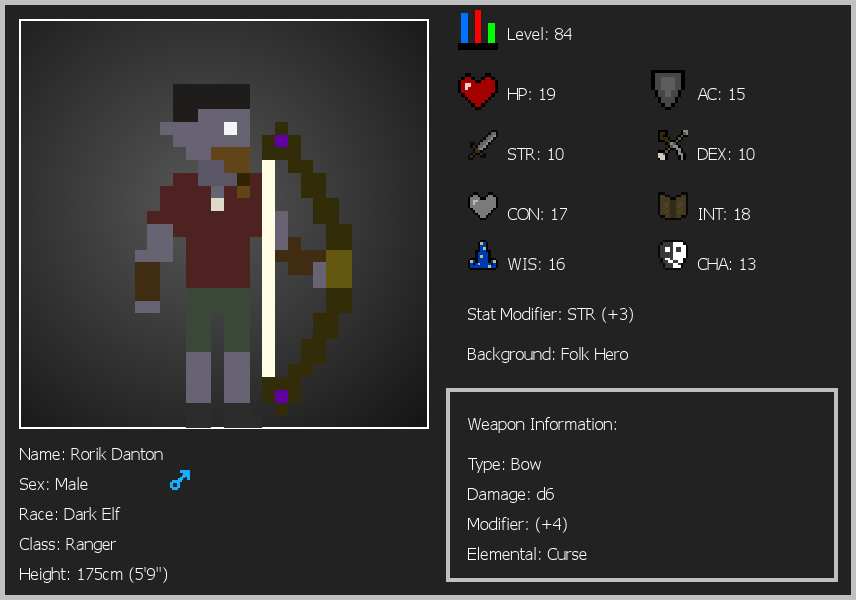 Level: 84
HP: 19
AC: 15
STR: 10
DEX: 10
CON: 17
INT: 18
WIS: 16
CHA: 13
Stat Modifier: STR (+3)
Background: Folk Hero
Weapon Information:
Type: Bow
Damage: d6
Modifier: (+4)
Elemental: Curse
Name: Rorik Danton
Sex: Male
Race: Dark Elf
Class: Ranger
Height: 175cm (5'9")